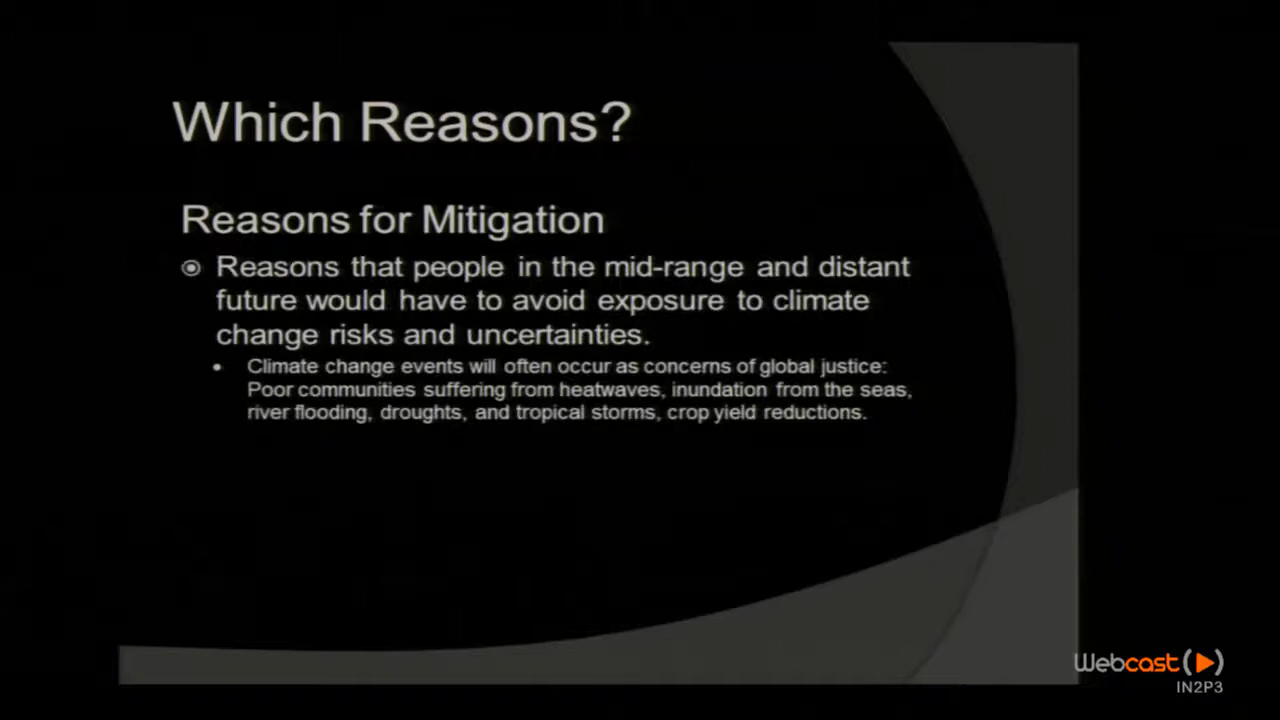 Which Reasons?
Reasons for Mitigation
Reasons that people in the mid-range and distant
future would have to avoid exposure to climate
change risks and uncertainties.
Climate change events will often occur as concerns of global justice:
Poor communities suffering from heatwaves, inundation from the seas,
river flooding, droughts, and tropical storms, crop yield reductions.
Webcast
IN2P3